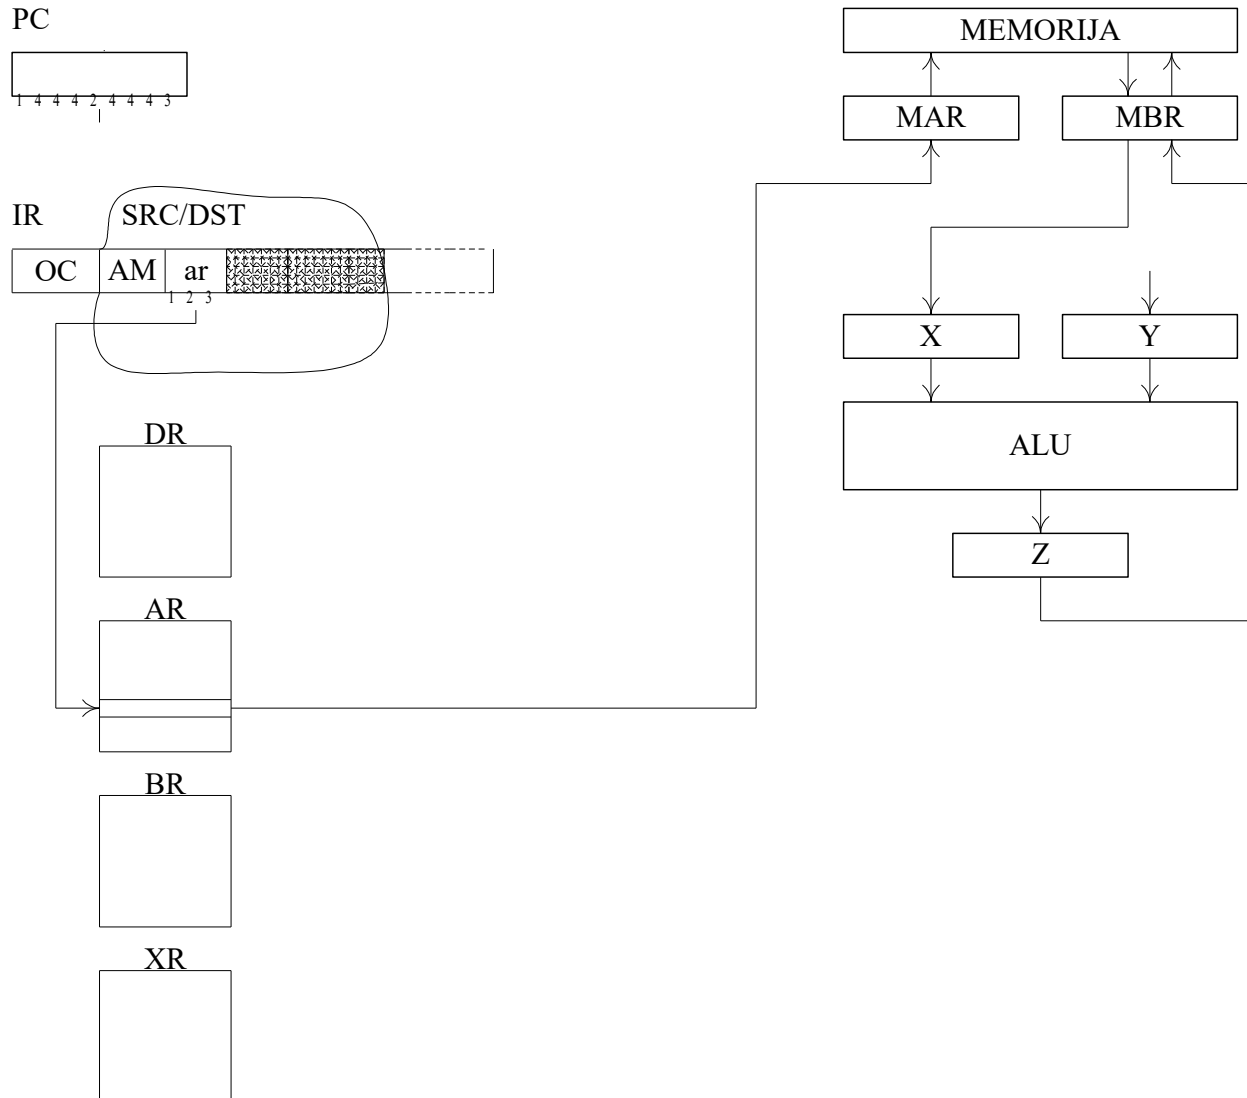 PC
1 4 4 4 2 4 4 4 3
IR
SRC/DST
OC AM ar
1 2 3
DR
AR
BR
XR
MEMORIJA
MAR MBR
X Y
ALU
Z